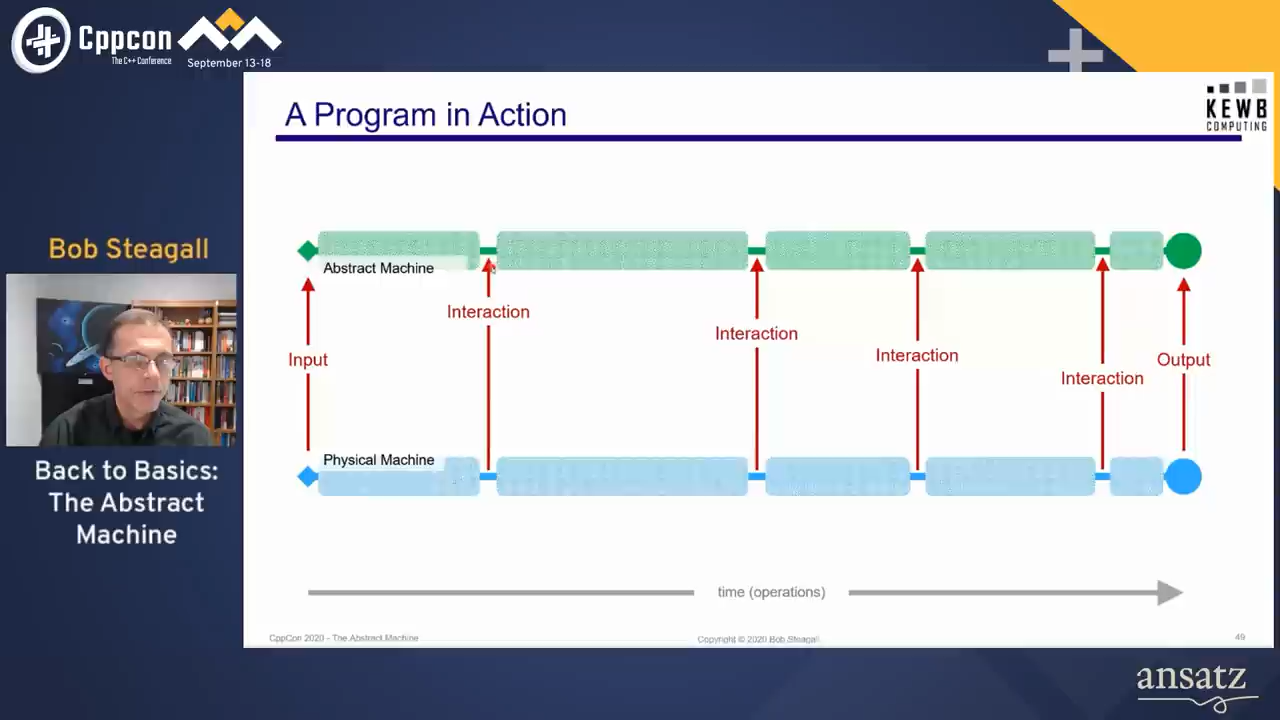 Cppcon
The C++ Conference
September 13-18
A Program in Action
KEWB
COMPUTING
Bob Steagall
Back to Basics:
The Abstract
Machine
Abstract Machine
Interaction
Interaction
Interaction
Interaction
Input
Output
Physical Machine
time (operations)
CppCon 2020 - The Abstract Machine
Copyright © 2020 Bob Steagall
49
ansatz